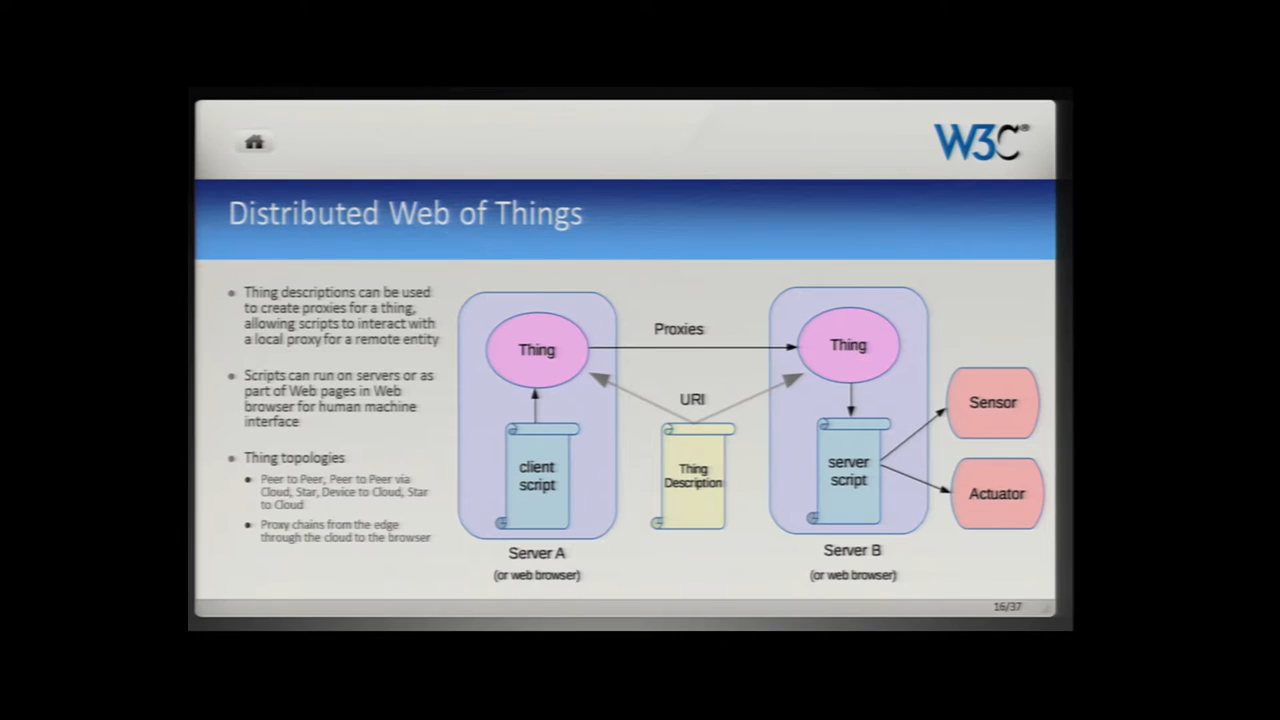 W3C®
Distributed Web of Things
Thing descriptions can be used
to create proxies for a thing,
allowing scripts to interact with
a local proxy for a remote entity
Scripts can run on servers or as
part of Web pages in Web
browser for human machine
interface
Thing topologies
Peer to Peer, Peer to Peer via
Cloud, Star, Device to Cloud, Star
to Cloud
Proxy chains from the edge
through the cloud to the browser
Thing
client
script
Server A
(or web browser)
Proxies
URI
Thing
Description
Thing
server
script
Server B
(or web browser)
Sensor
Actuator
16/37